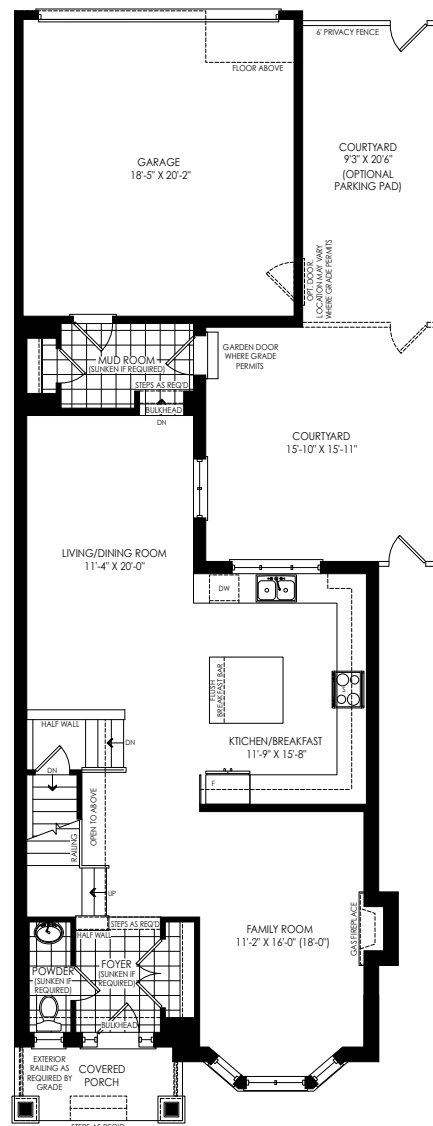 6' PRIVACY FENCE
FLOOR ABOVE
GARAGE
18'-5" X 20'-2"
COURTYARD
9'3" X 20'6"
(OPTIONAL
PARKING PAD)
OPT. DOOR.
LOCATION MAY VARY
WHERE GRADE PERMITS
MUD ROOM
(SUNKEN IF REQUIRED)
STEPS AS REQ'D
BULKHEAD
DN
GARDEN DOOR
WHERE GRADE
PERMITS
COURTYARD
15'-10" X 15'-11"
LIVING/DINING ROOM
11'-4" X 20'-0"
DW
FLUSH
BREAKFAST BAR
S
KTICHEN/BREAKFAST
11'-9" X 15'-8"
F
HALF WALL
DN
DN
OPEN TO ABOVE
RAILING
UP
STEPS AS REQ'D
HALF WALL
FAMILY ROOM
11'-2" X 16'-0" (18'-0")
GAS FIREPLACE
FOYER
(SUNKEN IF
REQUIRED)
POWDER
(SUNKEN IF
REQUIRED)
BULKHEAD
EXTERIOR
RAILING AS
REQUIRED BY
GRADE
COVERED
PORCH
STEPS AS REQ'D